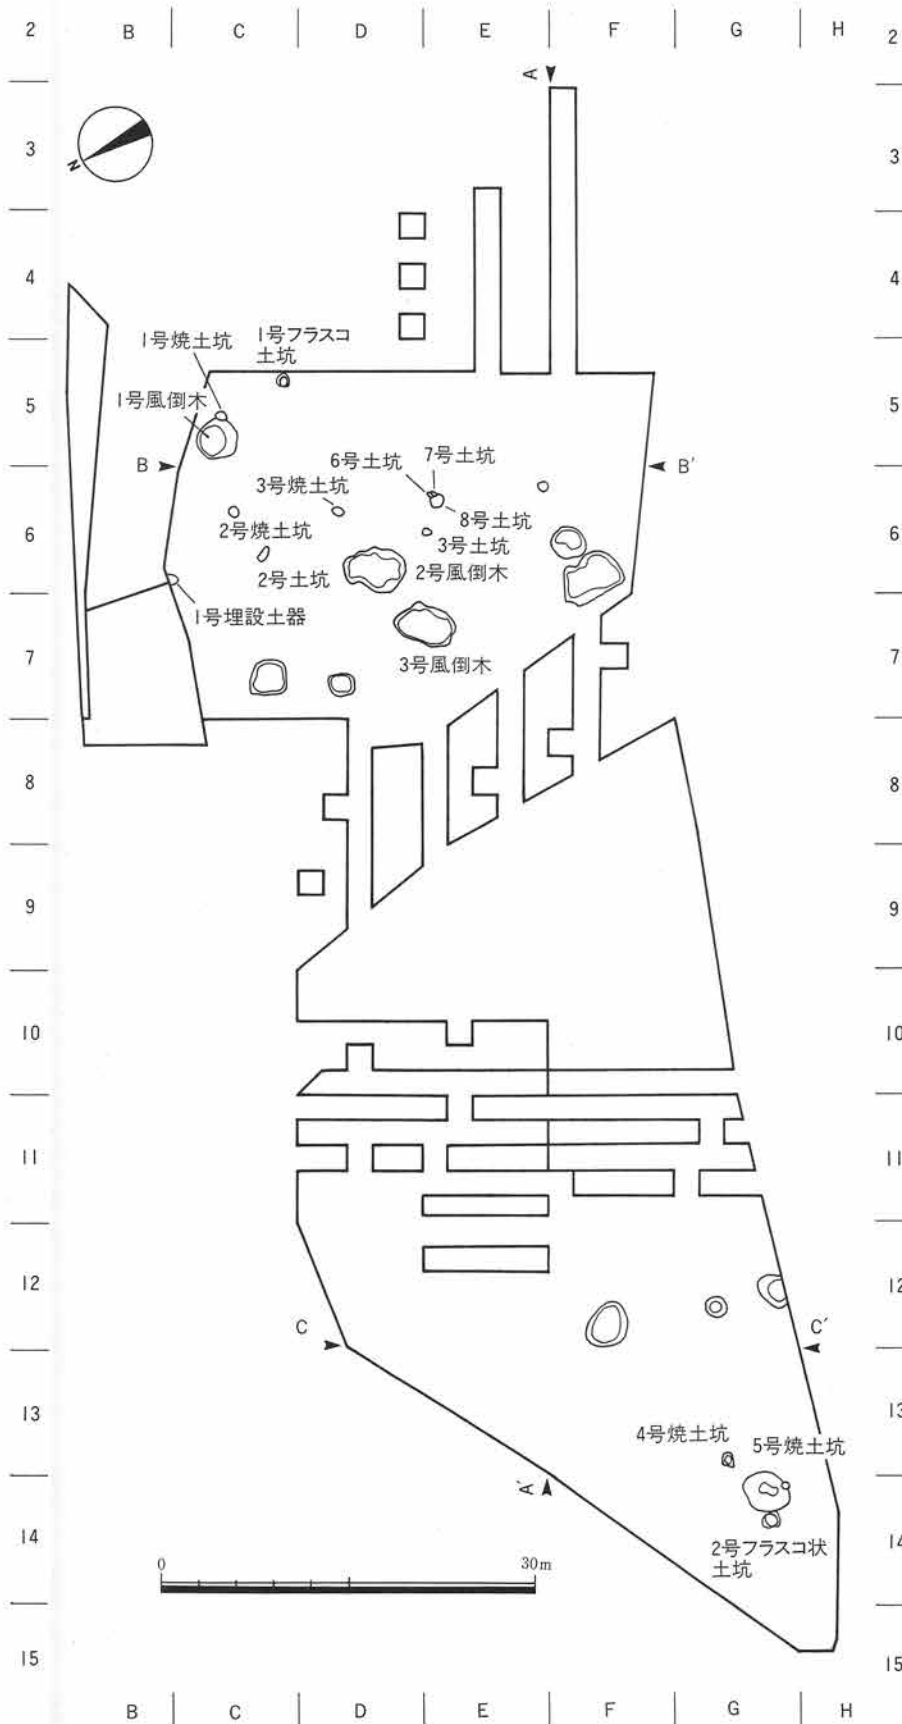 2 B C D E F G H 2
A
3 3
N
4 4
1号フラスコ
土坑
1号焼土坑
5 5
1号風倒木
B B′
7号土坑
6号土坑
3号焼土坑
8号土坑
6 6
2号焼土坑
3号土坑
2号風倒木
2号土坑
1号埋設土器
7 7
3号風倒木
8 8
9 9
10 10
11 11
12 12
C C′
13 13
4号焼土坑
5号焼土坑
A′
14 14
2号フラスコ状
土坑
0 30m
15 15
B C D E F G H